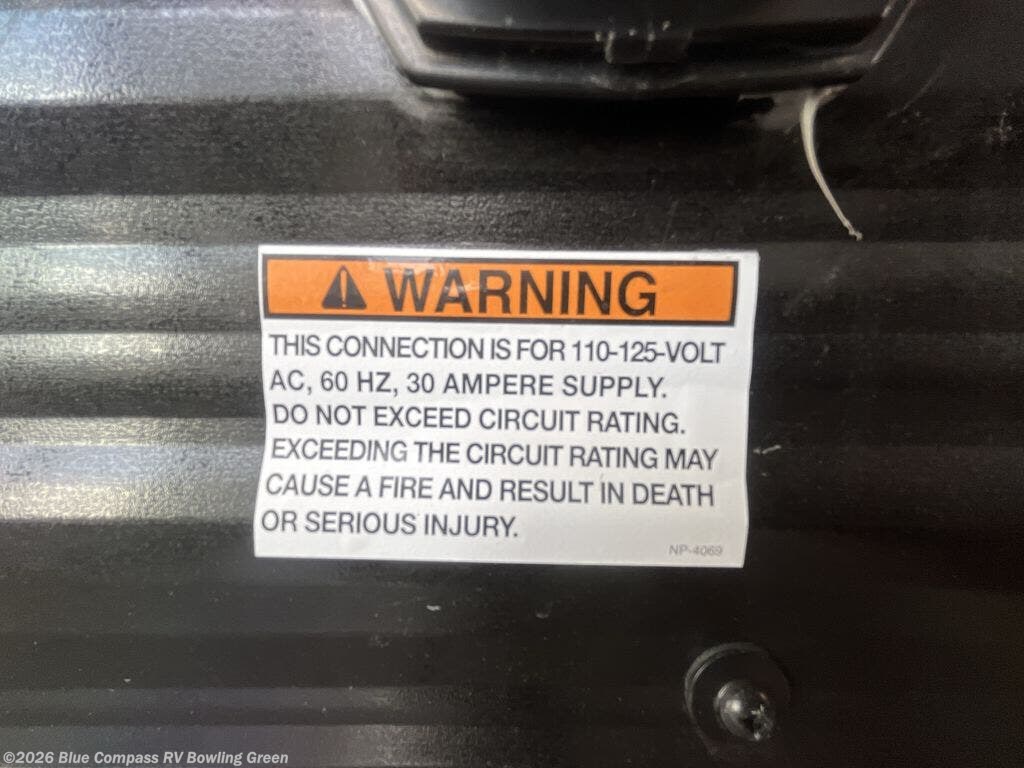 WARNING
THIS CONNECTION IS FOR 110-125-VOLT
AC, 60 HZ, 30 AMPERE SUPPLY.
DO NOT EXCEED CIRCUIT RATING.
EXCEEDING THE CIRCUIT RATING MAY
CAUSE A FIRE AND RESULT IN DEATH
OR SERIOUS INJURY.
NP-4069
©2026 Blue Compass RV Bowling Green